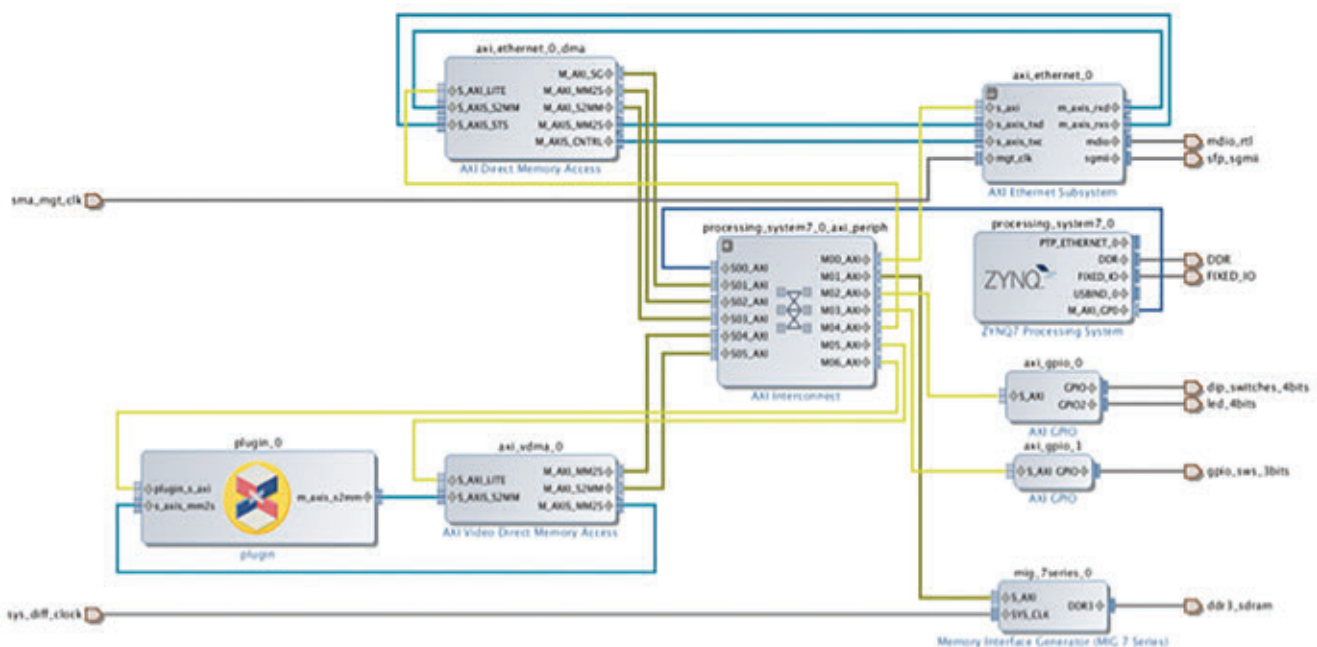 axi_ethernet_0_dma
M_AXI_SG
S_AXI_LITE
M_AXI_MM2S
S_AXIS_S2MM
M_AXI_S2MM
S_AXIS_STS
M_AXIS_MM2S
M_AXIS_CNTRL
AXI Direct Memory Access
axi_ethernet_0
s_axi
m_axis_rxd
s_axis_txd
m_axis_rxs
s_axis_txc
mdio
mgt_clk
sgmii
AXI Ethernet Subsystem
mdio_rtl
sfp_sgmii
sma_mgt_clk
processing_system7_0_axi_periph
S00_AXI
S01_AXI
S02_AXI
S03_AXI
S04_AXI
S05_AXI
M00_AXI
M01_AXI
M02_AXI
M03_AXI
M04_AXI
M05_AXI
M06_AXI
AXI Interconnect
processing_system7_0
PTP_ETHERNET_0
DDR
FIXED_IO
USBIND_0
M_AXI_GP0
ZYNQ
ZYNQ7 Processing System
DDR
FIXED_IO
axi_gpio_0
S_AXI
GPIO
GPIO2
AXI GPIO
dip_switches_4bits
led_4bits
axi_gpio_1
S_AXI GPIO
AXI GPIO
gpio_sws_3bits
plugin_0
plugin_s_axi
s_axis_mm2s
m_axis_s2mm
plugin
axi_vdma_0
S_AXI_LITE
S_AXIS_S2MM
M_AXI_MM2S
M_AXI_S2MM
M_AXIS_MM2S
AXI Video Direct Memory Access
sys_diff_clock
mig_7series_0
S_AXI
SYS_CLK
DDR3
Memory Interface Generator (MIG 7 Series)
ddr3_sdram